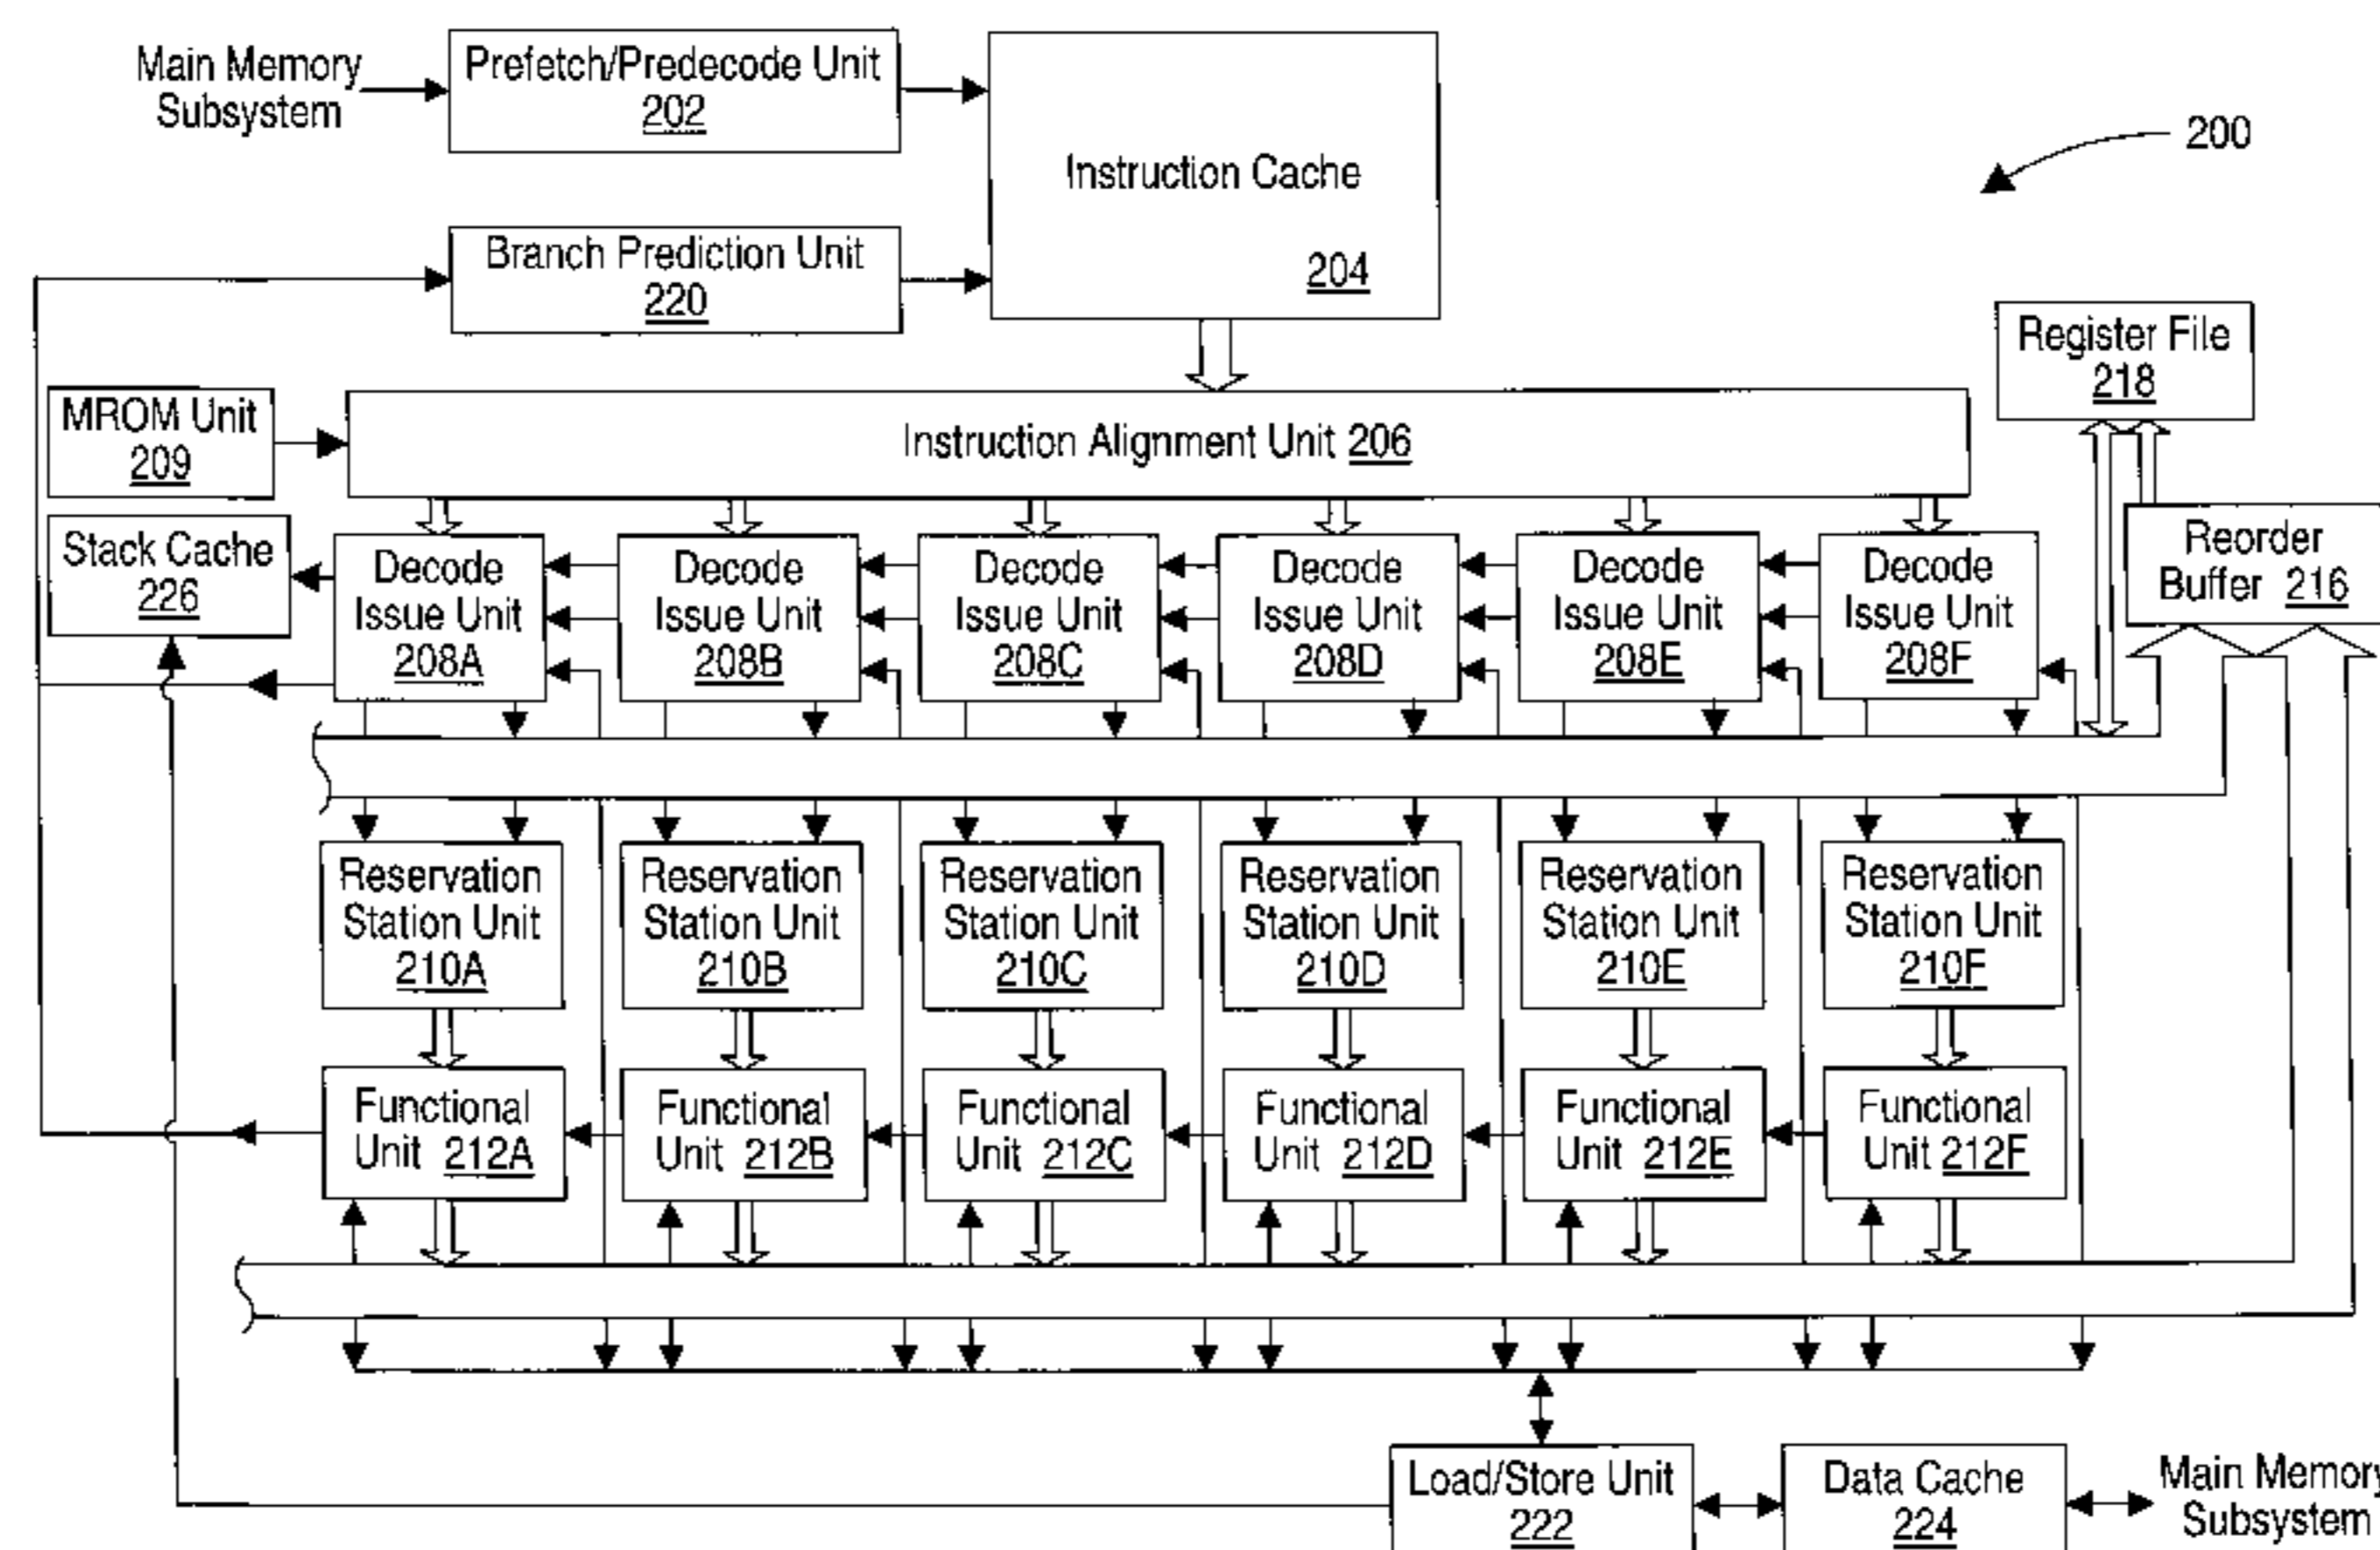 Main Memory
Subsystem
Prefetch/Predecode Unit
202
Instruction Cache
204
200
Branch Prediction Unit
220
Register File
218
MROM Unit
209
Instruction Alignment Unit 206
Stack Cache
226
Decode
Issue Unit
208A
Decode
Issue Unit
208B
Decode
Issue Unit
208C
Decode
Issue Unit
208D
Decode
Issue Unit
208E
Decode
Issue Unit
208F
Reorder
Buffer 216
Reservation
Station Unit
210A
Reservation
Station Unit
210B
Reservation
Station Unit
210C
Reservation
Station Unit
210D
Reservation
Station Unit
210E
Reservation
Station Unit
210F
Functional
Unit 212A
Functional
Unit 212B
Functional
Unit 212C
Functional
Unit 212D
Functional
Unit 212E
Functional
Unit 212F
Load/Store Unit
222
Data Cache
224
Main Memory
Subsystem